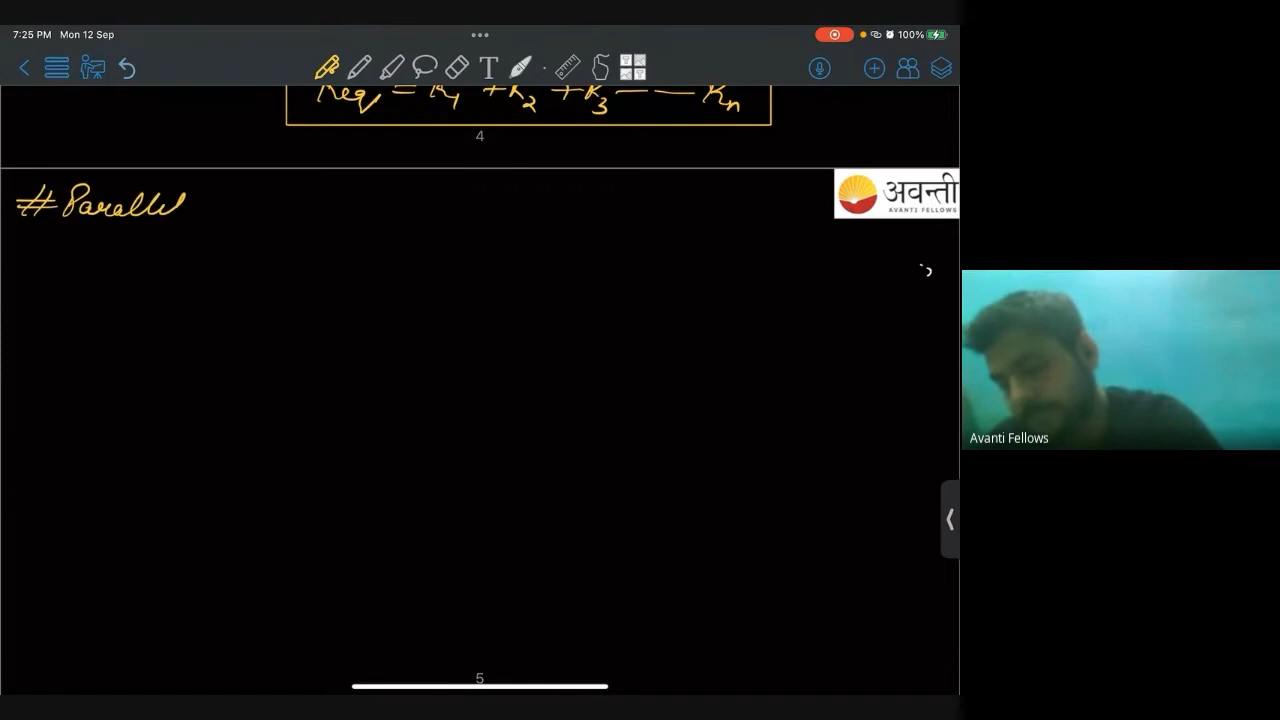 7:25 PM Mon 12 Sep
100%
Req = R1 + R2 + R3 — — Rn
4
# Parallel
अवन्ती
AVANTI FELLOWS
Avanti Fellows
5